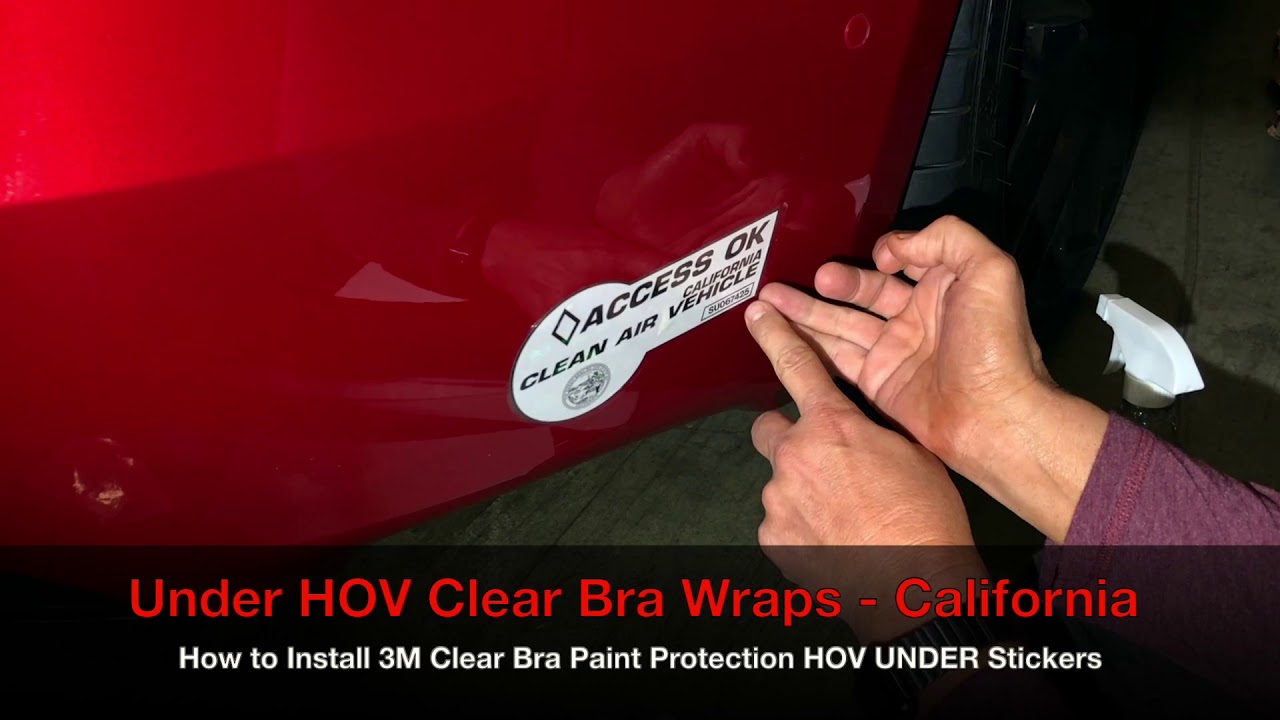 ◊ACCESS OK
CALIFORNIA
CLEAN AIR VEHICLE
SU067425
Under HOV Clear Bra Wraps - California
How to Install 3M Clear Bra Paint Protection HOV UNDER Stickers